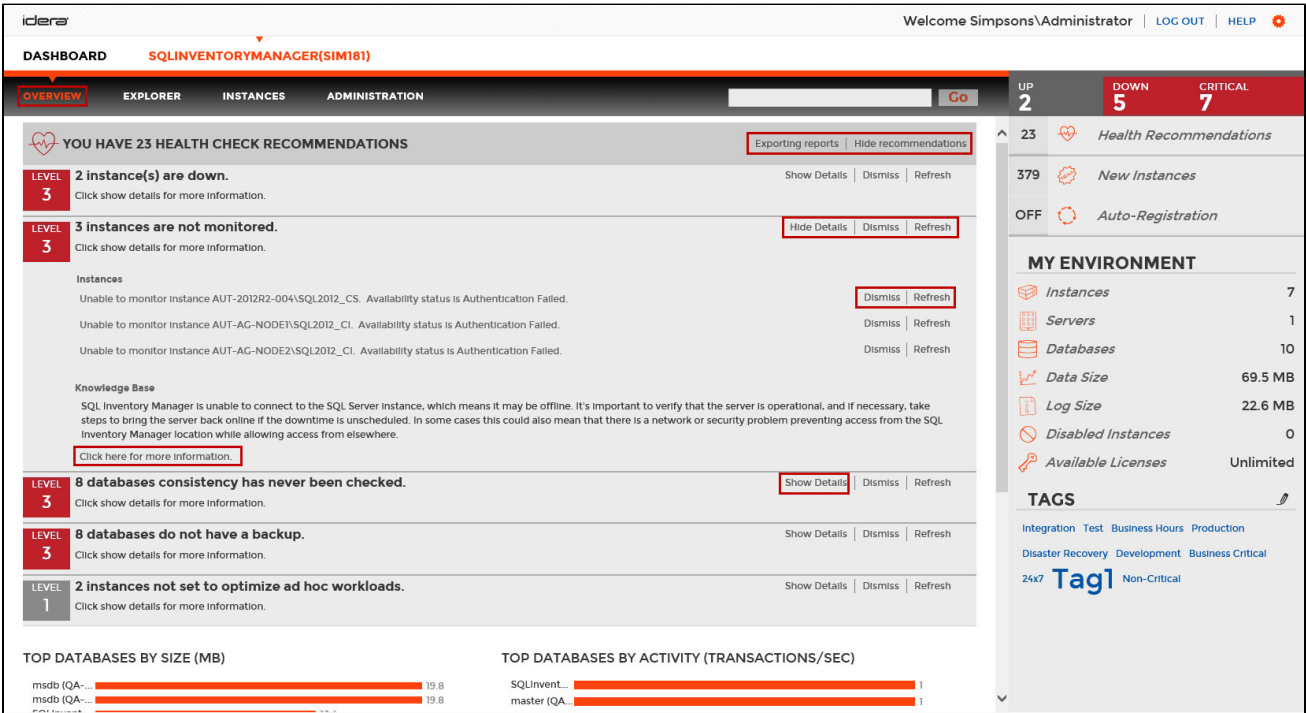 idera
Welcome Simpsons\Administrator | LOG OUT | HELP
DASHBOARD SQLINVENTORYMANAGER(SIM181)
OVERVIEW EXPLORER INSTANCES ADMINISTRATION Go
UP 2 DOWN 5 CRITICAL 7
YOU HAVE 23 HEALTH CHECK RECOMMENDATIONS Exporting reports | Hide recommendations
LEVEL 3 2 instance(s) are down. Show Details | Dismiss | Refresh
Click show details for more information.
LEVEL 3 3 instances are not monitored. Hide Details | Dismiss | Refresh
Click show details for more information.
Instances
Unable to monitor instance AUT-2012R2-004\SQL2012_CS. Availability status is Authentication Failed. Dismiss | Refresh
Unable to monitor instance AUT-AG-NODE1\SQL2012_CI. Availability status is Authentication Failed. Dismiss | Refresh
Unable to monitor instance AUT-AG-NODE2\SQL2012_CI. Availability status is Authentication Failed. Dismiss | Refresh
Knowledge Base
SQL Inventory Manager is unable to connect to the SQL Server instance, which means it may be offline. It's important to verify that the server is operational, and if necessary, take
steps to bring the server back online if the downtime is unscheduled. In some cases this could also mean that there is a network or security problem preventing access from the SQL
Inventory Manager location while allowing access from elsewhere.
Click here for more information.
LEVEL 3 8 databases consistency has never been checked. Show Details | Dismiss | Refresh
Click show details for more information.
LEVEL 3 8 databases do not have a backup. Show Details | Dismiss | Refresh
Click show details for more information.
LEVEL 1 2 instances not set to optimize ad hoc workloads. Show Details | Dismiss | Refresh
Click show details for more information.
TOP DATABASES BY SIZE (MB)
msdb (QA-... 19.8
msdb (QA-... 19.8
TOP DATABASES BY ACTIVITY (TRANSACTIONS/SEC)
SQLInvent... 1
master (QA... 1
23 Health Recommendations
379 New Instances
OFF Auto-Registration
MY ENVIRONMENT
Instances 7
Servers 1
Databases 10
Data Size 69.5 MB
Log Size 22.6 MB
Disabled Instances 0
Available Licenses Unlimited
TAGS
Integration Test Business Hours Production
Disaster Recovery Development Business Critical
24x7 Tag1 Non-Critical